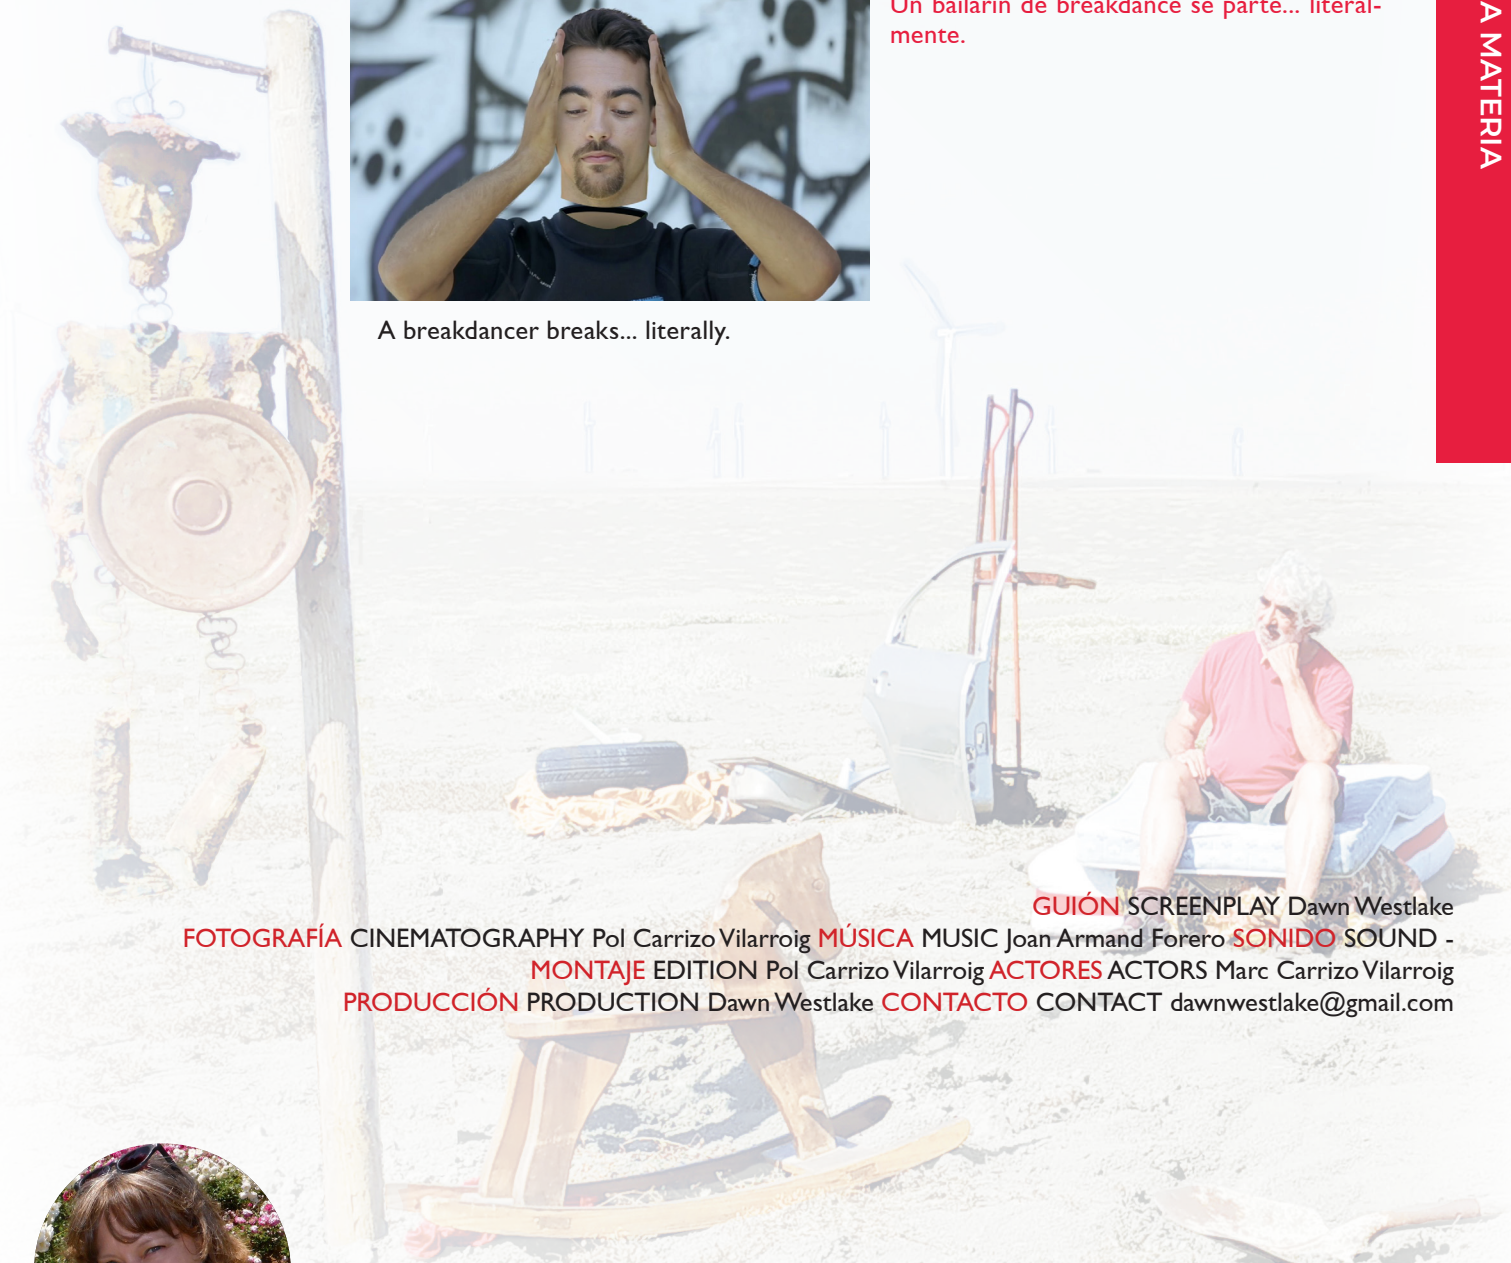 Un bailarín de breakdance se parte... literal-
mente.
A MATERIA
A breakdancer breaks... literally.
GUIÓN SCREENPLAY Dawn Westlake
FOTOGRAFÍA CINEMATOGRAPHY Pol Carrizo Vilarroig MÚSICA MUSIC Joan Armand Forero SONIDO SOUND -
MONTAJE EDITION Pol Carrizo Vilarroig ACTORES ACTORS Marc Carrizo Vilarroig
PRODUCCIÓN PRODUCTION Dawn Westlake CONTACTO CONTACT dawnwestlake@gmail.com